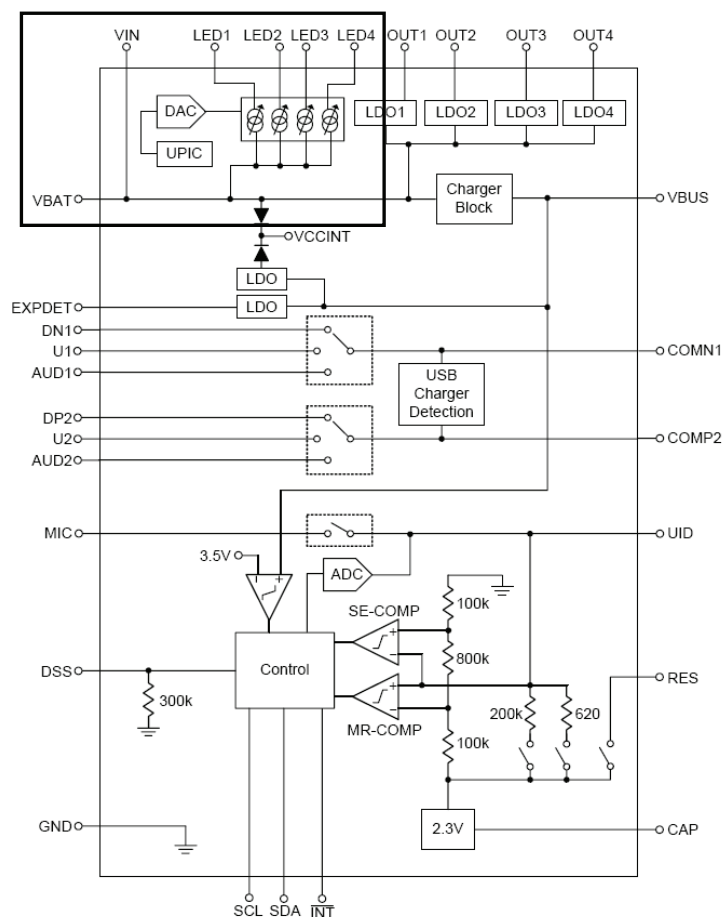 VIN LED1 LED2 LED3 LED4 OUT1 OUT2 OUT3 OUT4
DAC
LDO1 LDO2 LDO3 LDO4
UPIC
VBAT
Charger
Block
VBUS
VCCINT
LDO
EXPDET
LDO
DN1
U1
COMN1
AUD1
USB
Charger
Detection
DP2
U2
COMP2
AUD2
MIC
UID
3.5V
- +
ADC
100k
SE-COMP
+
-
800k
Control
DSS
300k
+
-
MR-COMP
RES
200k
620
100k
GND
2.3V
CAP
SCL SDA INT